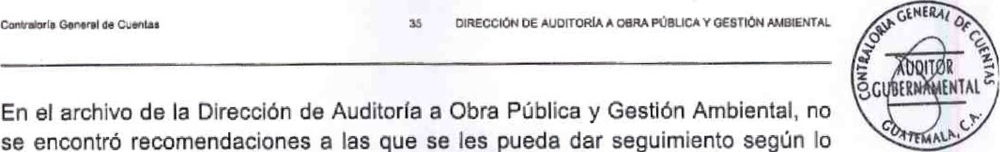 Contraloría General de Cuentas 35 DIRECCIÓN DE AUDITORÍA A OBRA PÚBLICA Y GESTIÓN AMBIENTAL
CONTRALORIA GENERAL DE CUENTAS
AUDITOR
GUBERNAMENTAL
GUATEMALA, C.A.
En el archivo de la Dirección de Auditoría a Obra Pública y Gestión Ambiental, no
se encontró recomendaciones a las que se les pueda dar seguimiento según lo